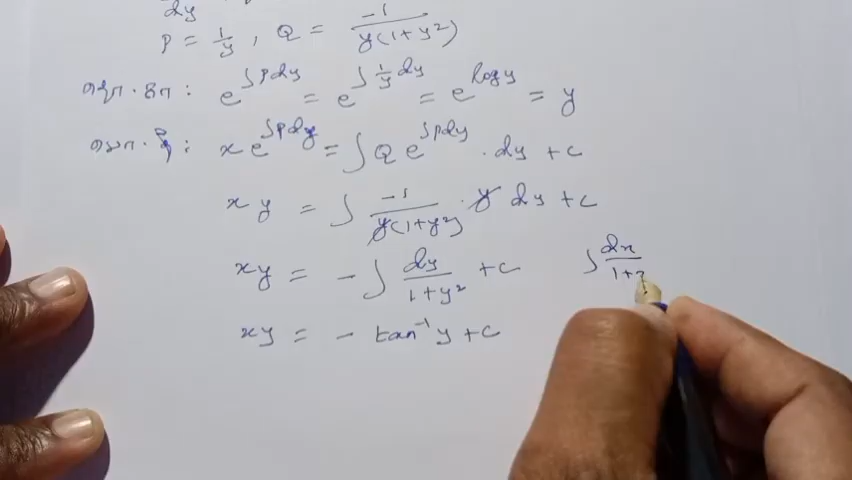 dy
P = 1/y , Q = -1/y(1+y²)
e^∫Pdy = e^∫1/y dy = e^log y = y
x e^∫Pdy = ∫ Q e^∫Pdy . dy + c
xy = ∫ -1/y(1+y²) . y dy + c
xy = - ∫ dy/1+y² + c ∫ dx/1+
xy = - tan⁻¹ y + c